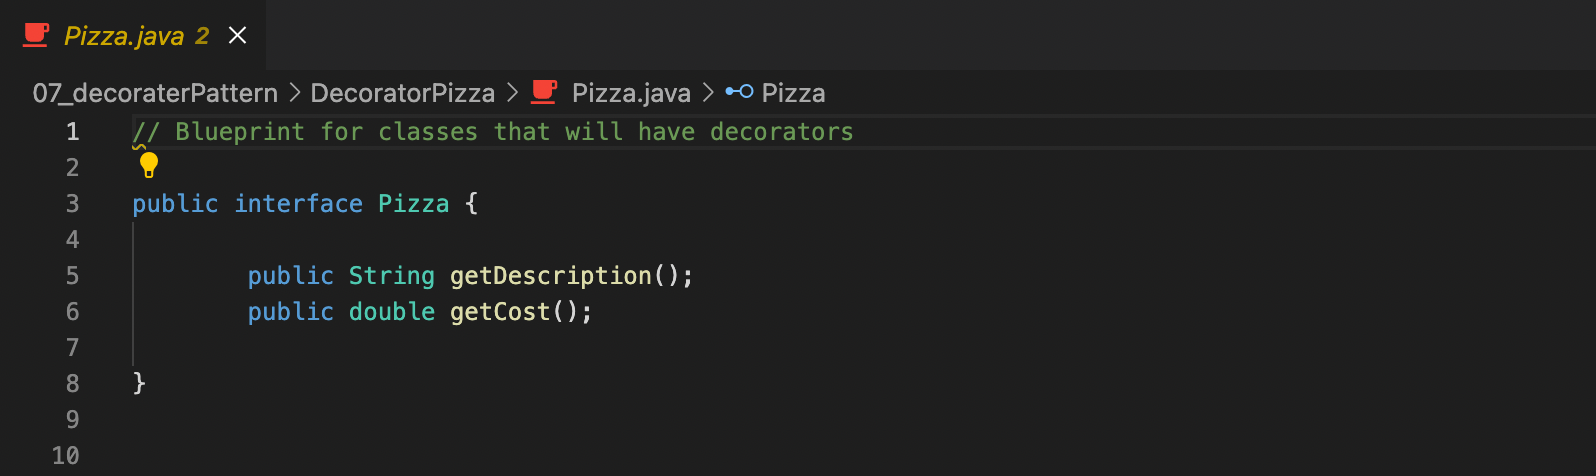 Pizza.java 2
07_decoraterPattern > DecoratorPizza > Pizza.java > Pizza
1 // Blueprint for classes that will have decorators
2
3 public interface Pizza {
4
5 public String getDescription();
6 public double getCost();
7
8 }
9
10